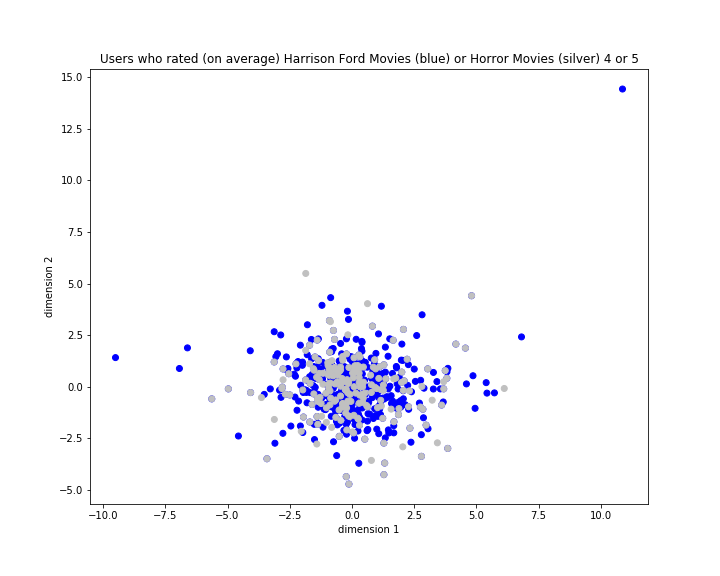 Users who rated (on average) Harrison Ford Movies (blue) or Horror Movies (silver) 4 or 5
15.0
12.5
10.0
7.5
5.0
2.5
0.0
−2.5
−5.0
dimension 2
−10.0 −7.5 −5.0 −2.5 0.0 2.5 5.0 7.5 10.0
dimension 1